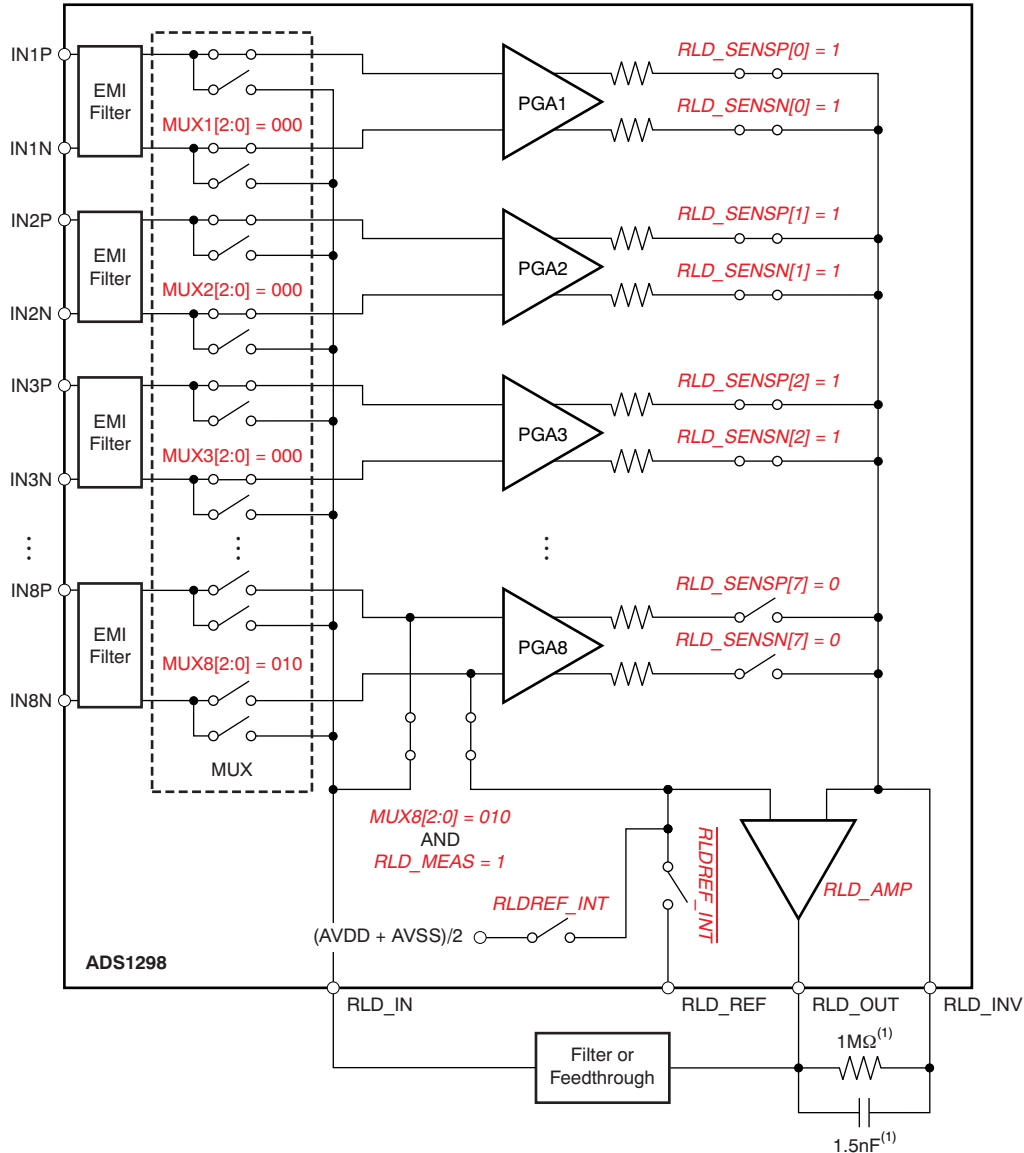 IN1P
EMI
Filter
IN1N
MUX1[2:0] = 000
PGA1
RLD_SENSP[0] = 1
RLD_SENSN[0] = 1
IN2P
EMI
Filter
IN2N
MUX2[2:0] = 000
PGA2
RLD_SENSP[1] = 1
RLD_SENSN[1] = 1
IN3P
EMI
Filter
IN3N
MUX3[2:0] = 000
PGA3
RLD_SENSP[2] = 1
RLD_SENSN[2] = 1
IN8P
EMI
Filter
IN8N
MUX8[2:0] = 010
PGA8
RLD_SENSP[7] = 0
RLD_SENSN[7] = 0
MUX
MUX8[2:0] = 010
AND
RLD_MEAS = 1
RLDREF_INT
RLDREF_INT
RLD_AMP
(AVDD + AVSS)/2
ADS1298
RLD_IN
RLD_REF
RLD_OUT
RLD_INV
Filter or
Feedthrough
1MΩ(1)
1.5nF(1)